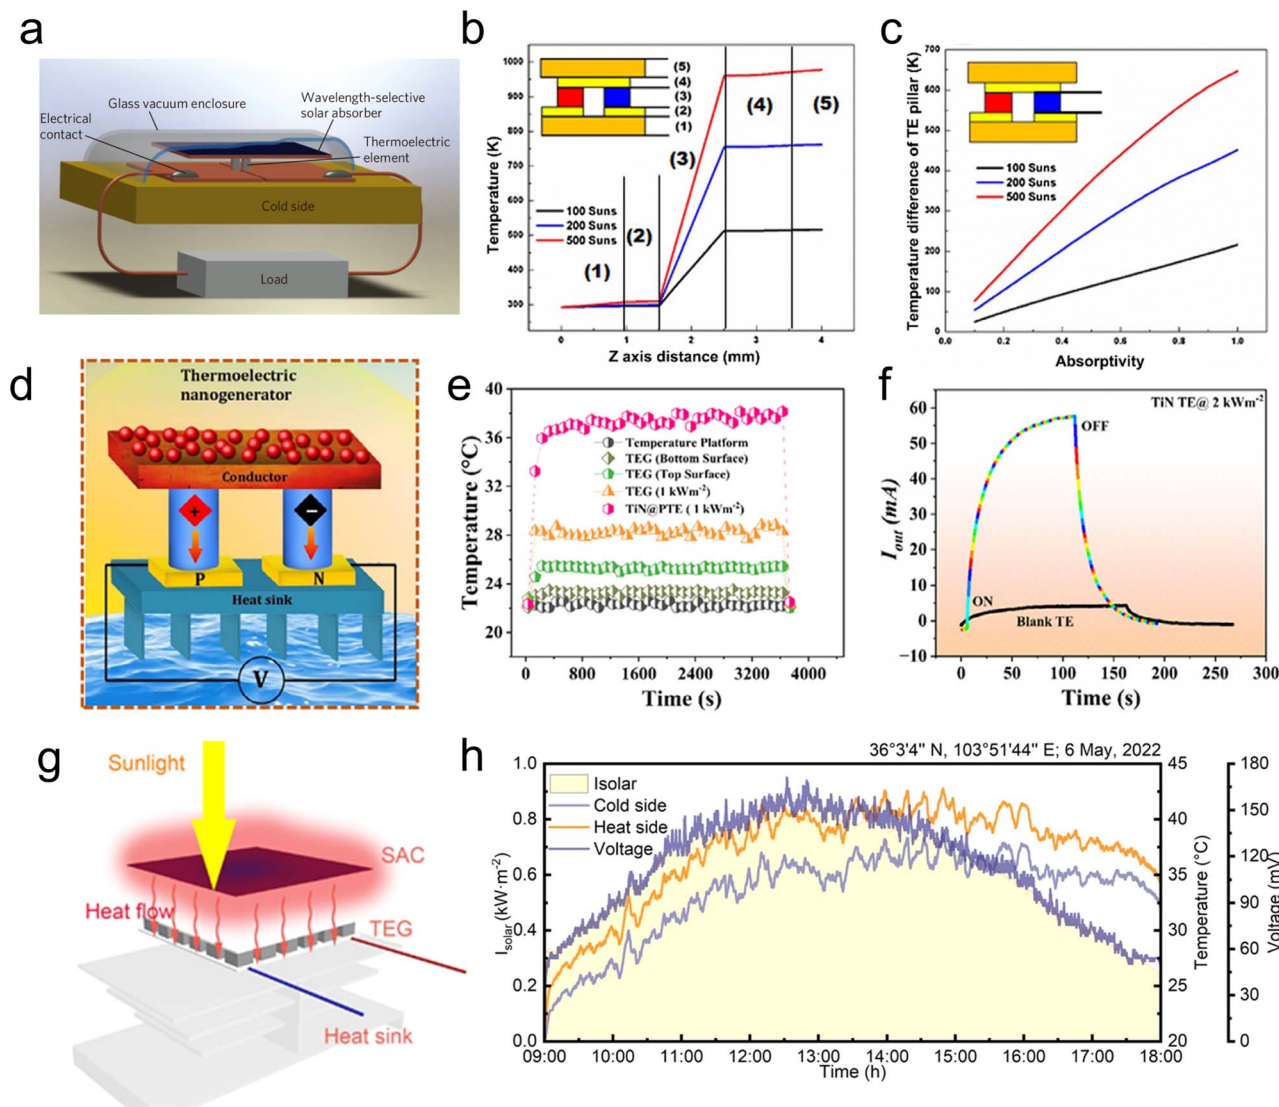 a
Glass vacuum enclosure
Wavelength-selective
solar absorber
Electrical
contact
Thermoelectric
element
Cold side
Load
b
1000
900
800
700
600
500
400
300
Temperature (K)
(5)
(4)
(3)
(2)
(1)
100 Suns
200 Suns
500 Suns
(1)
(2)
(3)
(4)
(5)
0
1
2
3
4
Z axis distance (mm)
c
700
600
500
400
300
200
100
0
Temperature difference of TE pillar (K)
100 Suns
200 Suns
500 Suns
0.0
0.2
0.4
0.6
0.8
1.0
Absorptivity
d
Thermoelectric
nanogenerator
Conductor
+
−
P
N
Heat sink
V
e
40
36
32
28
24
20
Temperature (°C)
Temperature Platform
TEG (Bottom Surface)
TEG (Top Surface)
TEG (1 kWm-2)
TiN@PTE ( 1 kWm-2)
0
800
1600
2400
3200
4000
Time (s)
f
TiN TE@ 2 kWm-2
60
50
40
30
20
10
0
−10
Iout (mA)
OFF
ON
Blank TE
0
50
100
150
200
250
300
Time (s)
g
Sunlight
SAC
Heat flow
TEG
Heat sink
h
36°3'4'' N, 103°51'44'' E; 6 May, 2022
1.0
0.8
0.6
0.4
0.2
0.0
Isolar (kW·m-2)
Isolar
Cold side
Heat side
Voltage
45
40
35
30
25
20
Temperature (°C)
180
150
120
90
60
30
0
Voltage (mV)
09:00
10:00
11:00
12:00
13:00
14:00
15:00
16:00
17:00
18:00
Time (h)